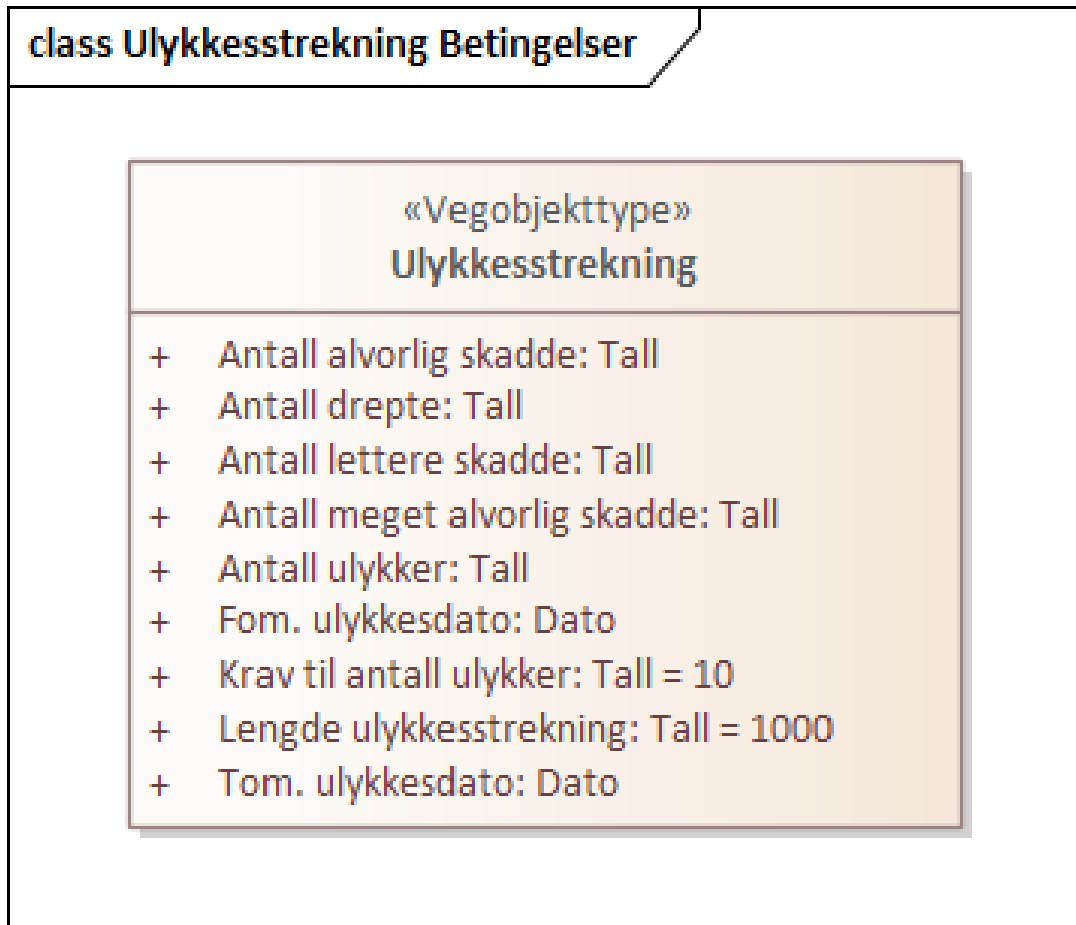 class Ulykkesstrekning Betingelser
«Vegobjekttype»
Ulykkesstrekning
+ Antall alvorlig skadde: Tall
+ Antall drepte: Tall
+ Antall lettere skadde: Tall
+ Antall meget alvorlig skadde: Tall
+ Antall ulykker: Tall
+ Fom. ulykkesdato: Dato
+ Krav til antall ulykker: Tall = 10
+ Lengde ulykkesstrekning: Tall = 1000
+ Tom. ulykkesdato: Dato